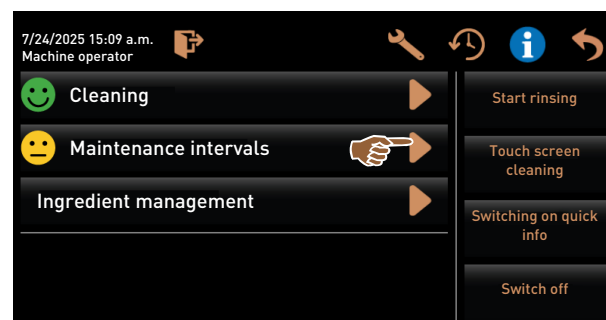 7/24/2025 15:09 a.m.
Machine operator
i
Cleaning
Maintenance intervals
Ingredient management
Start rinsing
Touch screen
cleaning
Switching on quick
info
Switch off